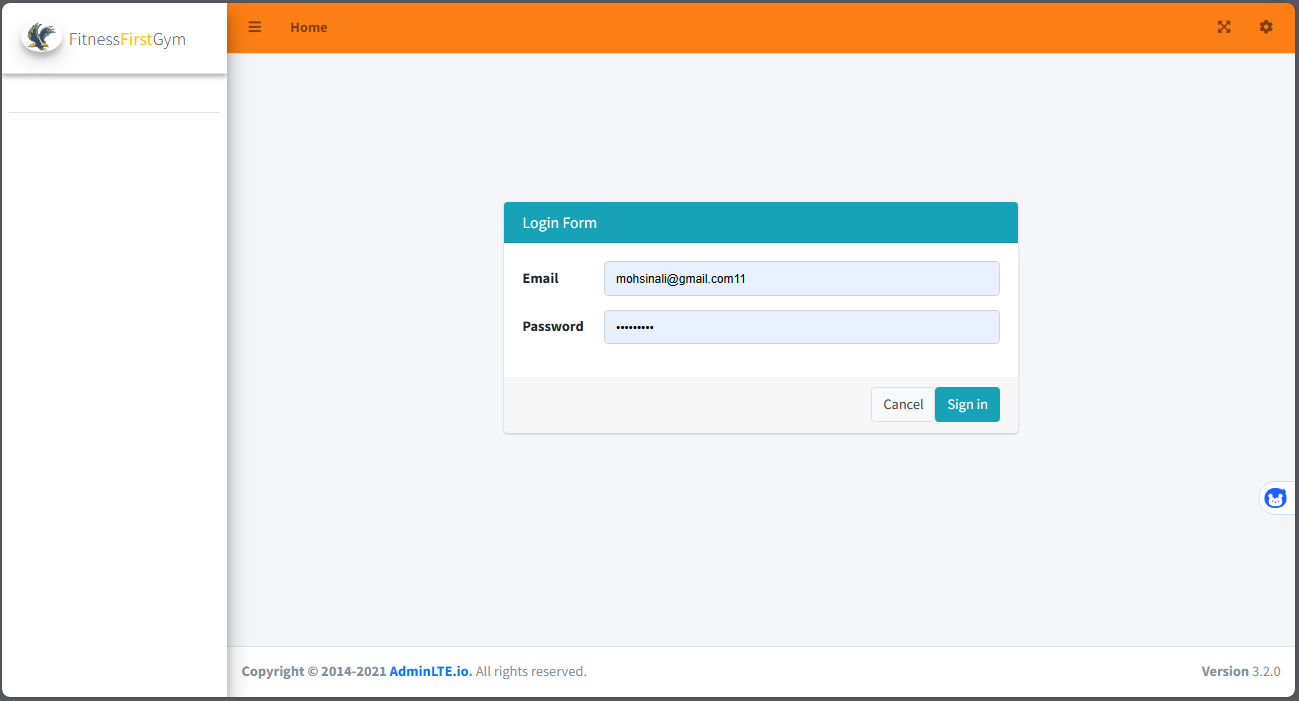 FitnessFirstGym
Home
Login Form
Email
mohsinali@gmail.com11
Password
•••••••••
Cancel
Sign in
Copyright © 2014-2021 AdminLTE.io. All rights reserved.
Version 3.2.0